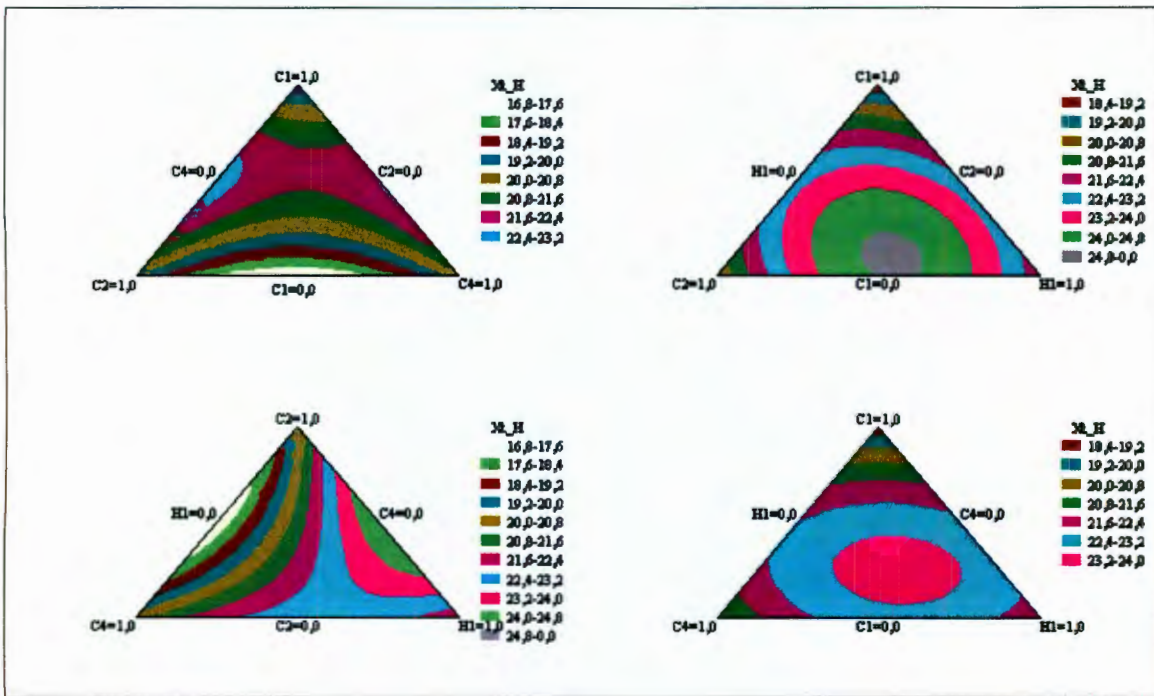 C1=1,0
C4=0,0
C2=0,0
C2=1,0
C1=0,0
C4=1,0
16,8-17,6
17,6-18,4
18,4-19,2
19,2-20,0
20,0-20,8
20,8-21,6
21,6-22,4
22,4-23,2
C1=1,0
H1=0,0
C2=0,0
C2=1,0
C1=0,0
H1=1,0
18,4-19,2
19,2-20,0
20,0-20,8
20,8-21,6
21,6-22,4
22,4-23,2
23,2-24,0
24,0-24,8
24,8-0,0
C2=1,0
H1=0,0
C4=0,0
C4=1,0
C2=0,0
H1=1,0
16,8-17,6
17,6-18,4
18,4-19,2
19,2-20,0
20,0-20,8
20,8-21,6
21,6-22,4
22,4-23,2
23,2-24,0
24,0-24,8
24,8-0,0
C1=1,0
H1=0,0
C4=0,0
C4=1,0
C1=0,0
H1=1,0
18,4-19,2
19,2-20,0
20,0-20,8
20,8-21,6
21,6-22,4
22,4-23,2
23,2-24,0